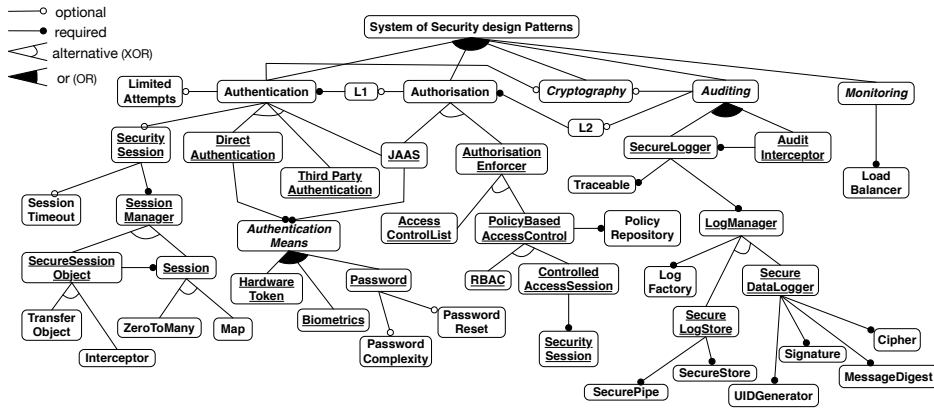 optional
required
alternative (XOR)
or (OR)
System of Security design Patterns
Limited
Attempts
Authentication
L1
Authorisation
Cryptography
Auditing
Monitoring
L2
Security
Session
Direct
Authentication
Third Party
Authentication
JAAS
Authorisation
Enforcer
SecureLogger
Audit
Interceptor
Traceable
Load
Balancer
Session
Timeout
Session
Manager
Authentication
Means
Access
ControlList
PolicyBased
AccessControl
Policy
Repository
LogManager
SecureSession
Object
Session
Hardware
Token
Password
RBAC
Controlled
AccessSession
Log
Factory
Secure
DataLogger
Transfer
Object
ZeroToMany
Map
Biometrics
Password
Reset
Password
Complexity
Interceptor
Security
Session
Secure
LogStore
Cipher
Signature
SecureStore
MessageDigest
SecurePipe
UIDGenerator